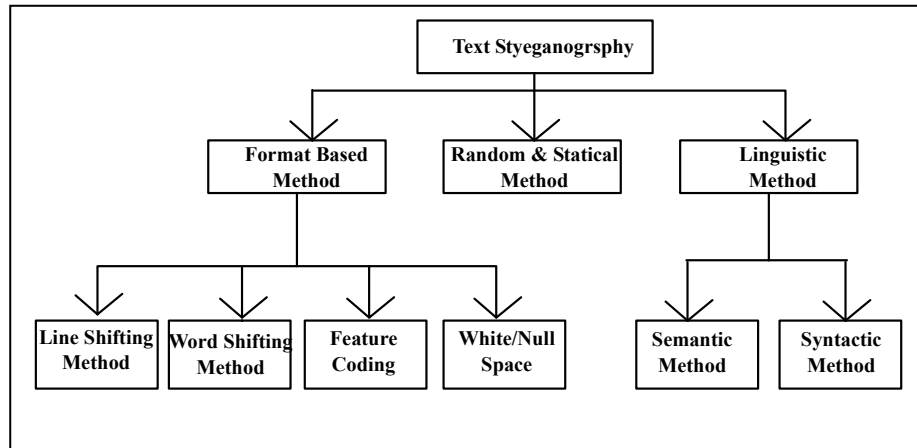 Text Styeganogrsphy
Format Based
Method
Random & Statical
Method
Linguistic
Method
Line Shifting
Method
Word Shifting
Method
Feature
Coding
White/Null
Space
Semantic
Method
Syntactic
Method